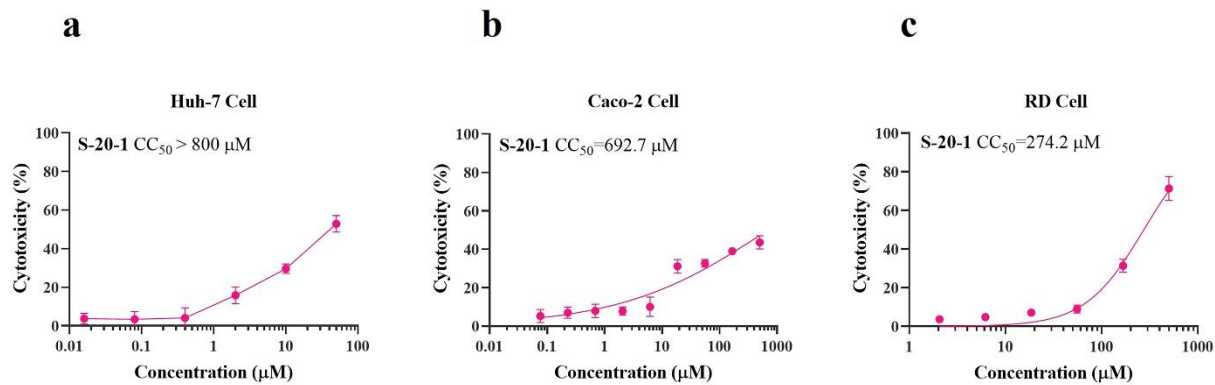 a
Huh-7 Cell
S-20-1 CC₅₀ > 800 μM
Cytotoxicity (%)
100
80
60
40
20
0
0.01 0.1 1 10 100
Concentration (μM)
b
Caco-2 Cell
S-20-1 CC₅₀=692.7 μM
Cytotoxicity (%)
100
80
60
40
20
0
0.01 0.1 1 10 100 1000
Concentration (μM)
c
RD Cell
S-20-1 CC₅₀=274.2 μM
Cytotoxicity (%)
100
80
60
40
20
0
1 10 100 1000
Concentration (μM)